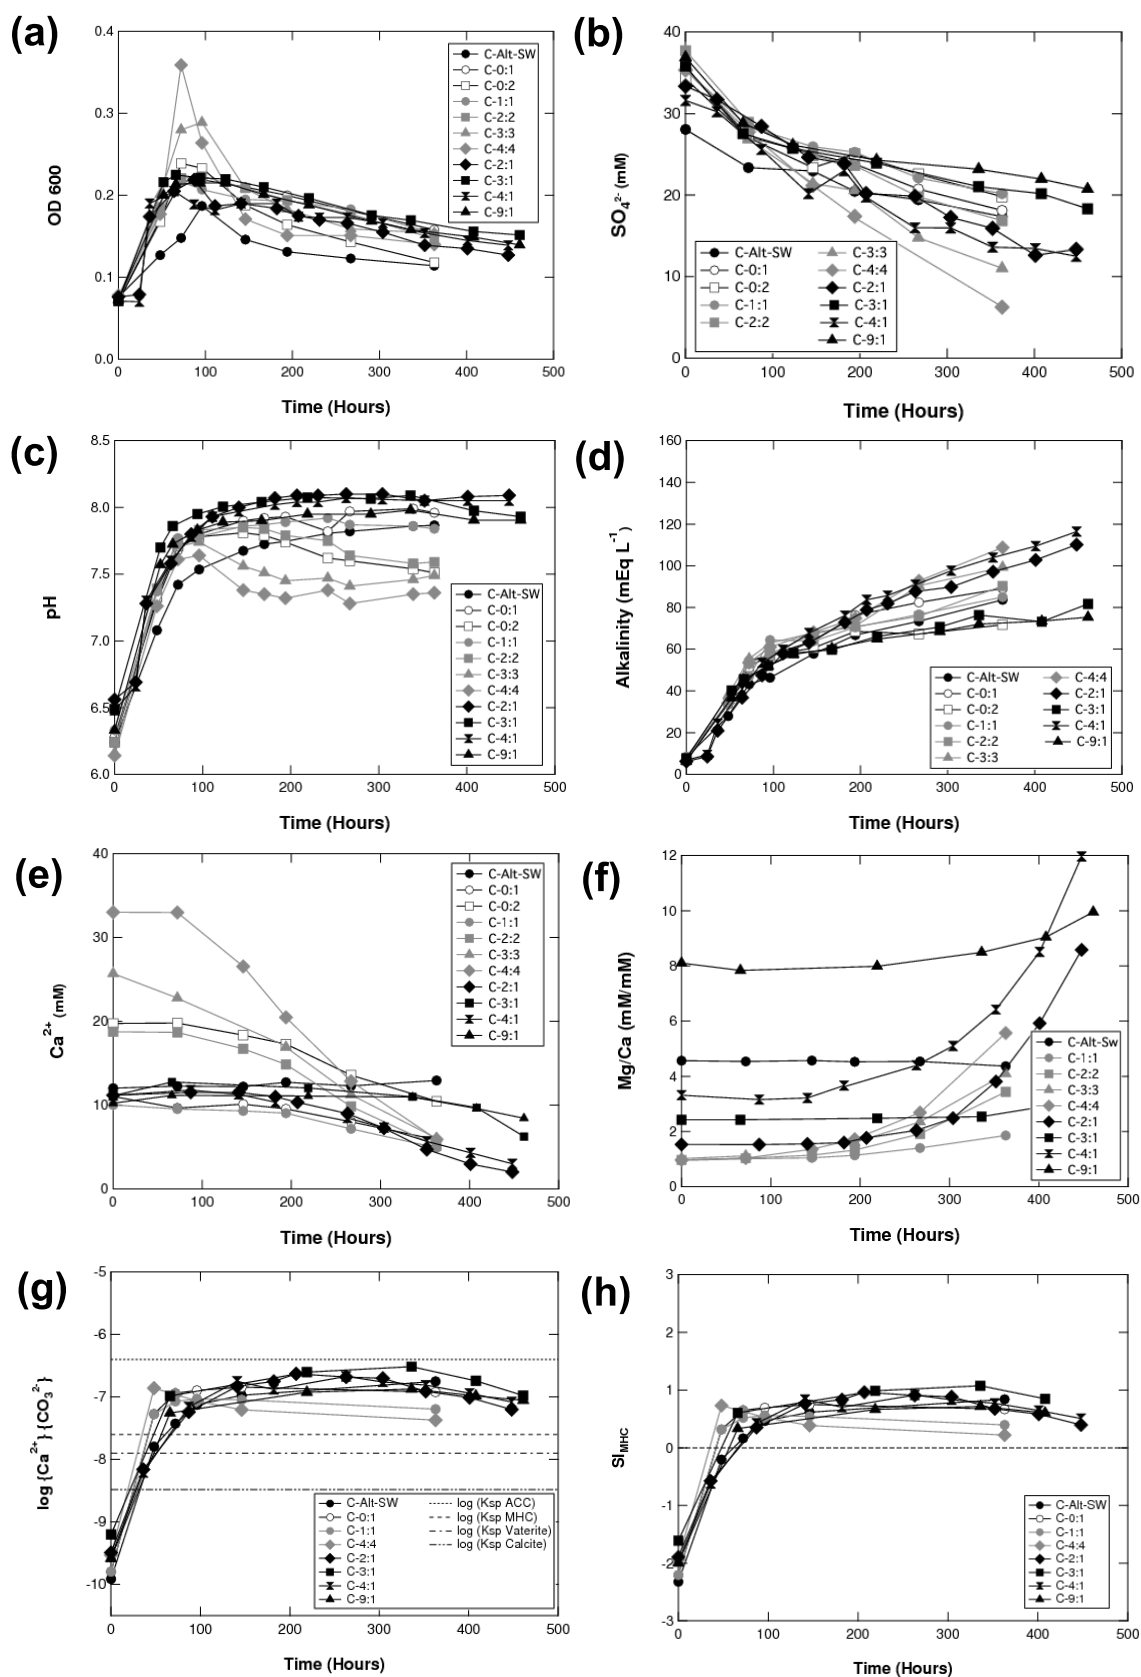 (a)
0.4
0.3
0.2
0.1
0.0
OD 600
0
100
200
300
400
500
Time (Hours)
C-Alt-SW
C-0:1
C-0:2
C-1:1
C-2:2
C-3:3
C-4:4
C-2:1
C-3:1
C-4:1
C-9:1
(b)
40
30
20
10
0
SO₄²⁻ (mM)
0
100
200
300
400
500
Time (Hours)
C-Alt-SW
C-0:1
C-0:2
C-1:1
C-2:2
C-3:3
C-4:4
C-2:1
C-3:1
C-4:1
C-9:1
(c)
8.5
8.0
7.5
7.0
6.5
6.0
pH
0
100
200
300
400
500
Time (Hours)
C-Alt-SW
C-0:1
C-0:2
C-1:1
C-2:2
C-3:3
C-4:4
C-2:1
C-3:1
C-4:1
C-9:1
(d)
160
140
120
100
80
60
40
20
0
Alkalinity (mEq L⁻¹)
0
100
200
300
400
500
Time (Hours)
C-Alt-SW
C-0:1
C-0:2
C-1:1
C-2:2
C-3:3
C-4:4
C-2:1
C-3:1
C-4:1
C-9:1
(e)
40
30
20
10
0
Ca²⁺ (mM)
0
100
200
300
400
500
Time (Hours)
C-Alt-SW
C-0:1
C-0:2
C-1:1
C-2:2
C-3:3
C-4:4
C-2:1
C-3:1
C-4:1
C-9:1
(f)
12
10
8
6
4
2
0
Mg/Ca (mM/mM)
0
100
200
300
400
500
Time (Hours)
C-Alt-Sw
C-1:1
C-2:2
C-3:3
C-4:4
C-2:1
C-3:1
C-4:1
C-9:1
(g)
-5
-6
-7
-8
-9
-10
log {Ca²⁺} {CO₃²⁻}
0
100
200
300
400
500
Time (Hours)
C-Alt-SW
C-0:1
C-1:1
C-4:4
C-2:1
C-3:1
C-4:1
C-9:1
log (Ksp ACC)
log (Ksp MHC)
log (Ksp Vaterite)
log (Ksp Calcite)
(h)
3
2
1
0
-1
-2
-3
SI_MHC
0
100
200
300
400
500
Time (Hours)
C-Alt-SW
C-0:1
C-1:1
C-4:4
C-2:1
C-3:1
C-4:1
C-9:1